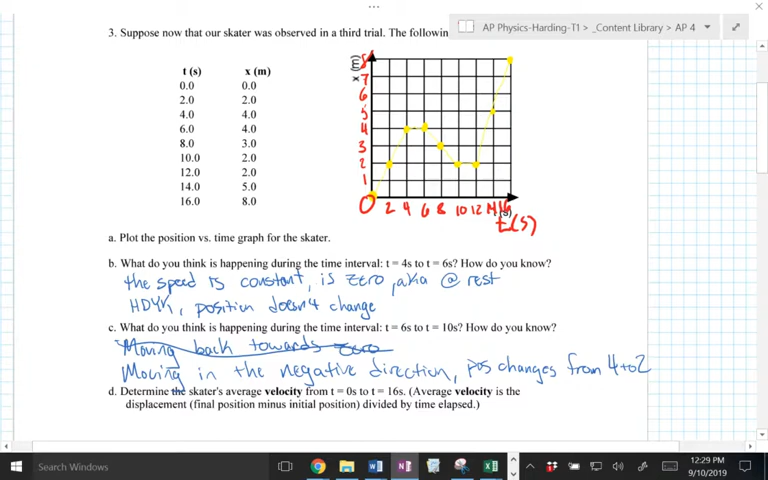 3. Suppose now that our skater was observed in a third trial. The followin
AP Physics-Harding-T1 > _Content Library > AP 4
t (s) x (m)
0.0 0.0
2.0 2.0
4.0 4.0
6.0 4.0
8.0 3.0
10.0 2.0
12.0 2.0
14.0 5.0
16.0 8.0
x (m)
8
7
6
5
4
3
2
1
0 2 4 6 8 10 12 14 16
t(s)
a. Plot the position vs. time graph for the skater.
b. What do you think is happening during the time interval: t = 4s to t = 6s? How do you know?
the speed is constant, is zero, aka @ rest
HDYK, position doesn't change
c. What do you think is happening during the time interval: t = 6s to t = 10s? How do you know?
Moving back towards zero
Moving in the negative direction, pos changes from 4 to 2
d. Determine the skater's average velocity from t = 0s to t = 16s. (Average velocity is the
displacement (final position minus initial position) divided by time elapsed.)
Search Windows
12:29 PM
9/10/2019